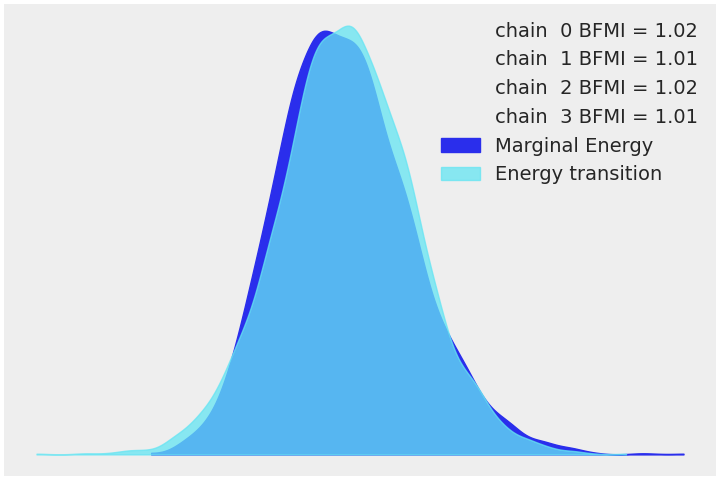 chain  0 BFMI = 1.02
chain  1 BFMI = 1.01
chain  2 BFMI = 1.02
chain  3 BFMI = 1.01
Marginal Energy
Energy transition